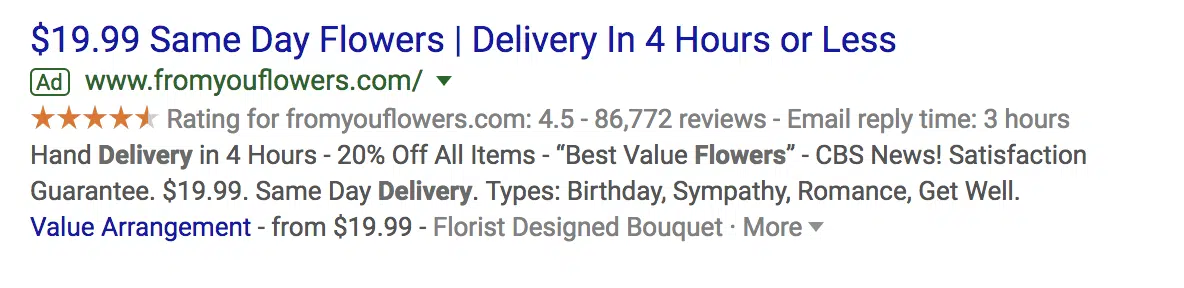 $19.99 Same Day Flowers | Delivery In 4 Hours or Less
Ad www.fromyouflowers.com/
Rating for fromyouflowers.com: 4.5 - 86,772 reviews - Email reply time: 3 hours
Hand Delivery in 4 Hours - 20% Off All Items - “Best Value Flowers” - CBS News! Satisfaction
Guarantee. $19.99. Same Day Delivery. Types: Birthday, Sympathy, Romance, Get Well.
Value Arrangement - from $19.99 - Florist Designed Bouquet · More